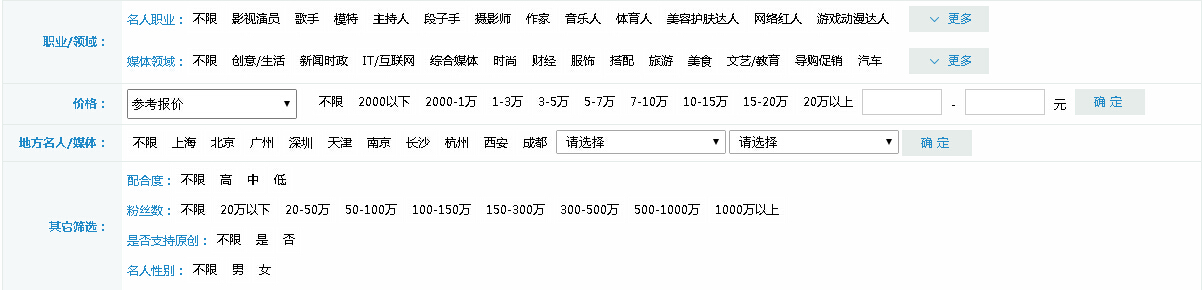 名人职业： 不限 影视演员 歌手 模特 主持人 段子手 摄影师 作家 音乐人 体育人 美容护肤达人 网络红人 游戏动漫达人 更多
职业/领域：
媒体领域： 不限 创意/生活 新闻时政 IT/互联网 综合媒体 时尚 财经 服饰 搭配 旅游 美食 文艺/教育 导购促销 汽车 更多
价格： 参考报价 不限 2000以下 2000-1万 1-3万 3-5万 5-7万 7-10万 10-15万 15-20万 20万以上 - 元 确 定
地方名人/媒体： 不限 上海 北京 广州 深圳 天津 南京 长沙 杭州 西安 成都 请选择 请选择 确 定
配合度： 不限 高 中 低
粉丝数： 不限 20万以下 20-50万 50-100万 100-150万 150-300万 300-500万 500-1000万 1000万以上
其它筛选：
是否支持原创： 不限 是 否
名人性别： 不限 男 女